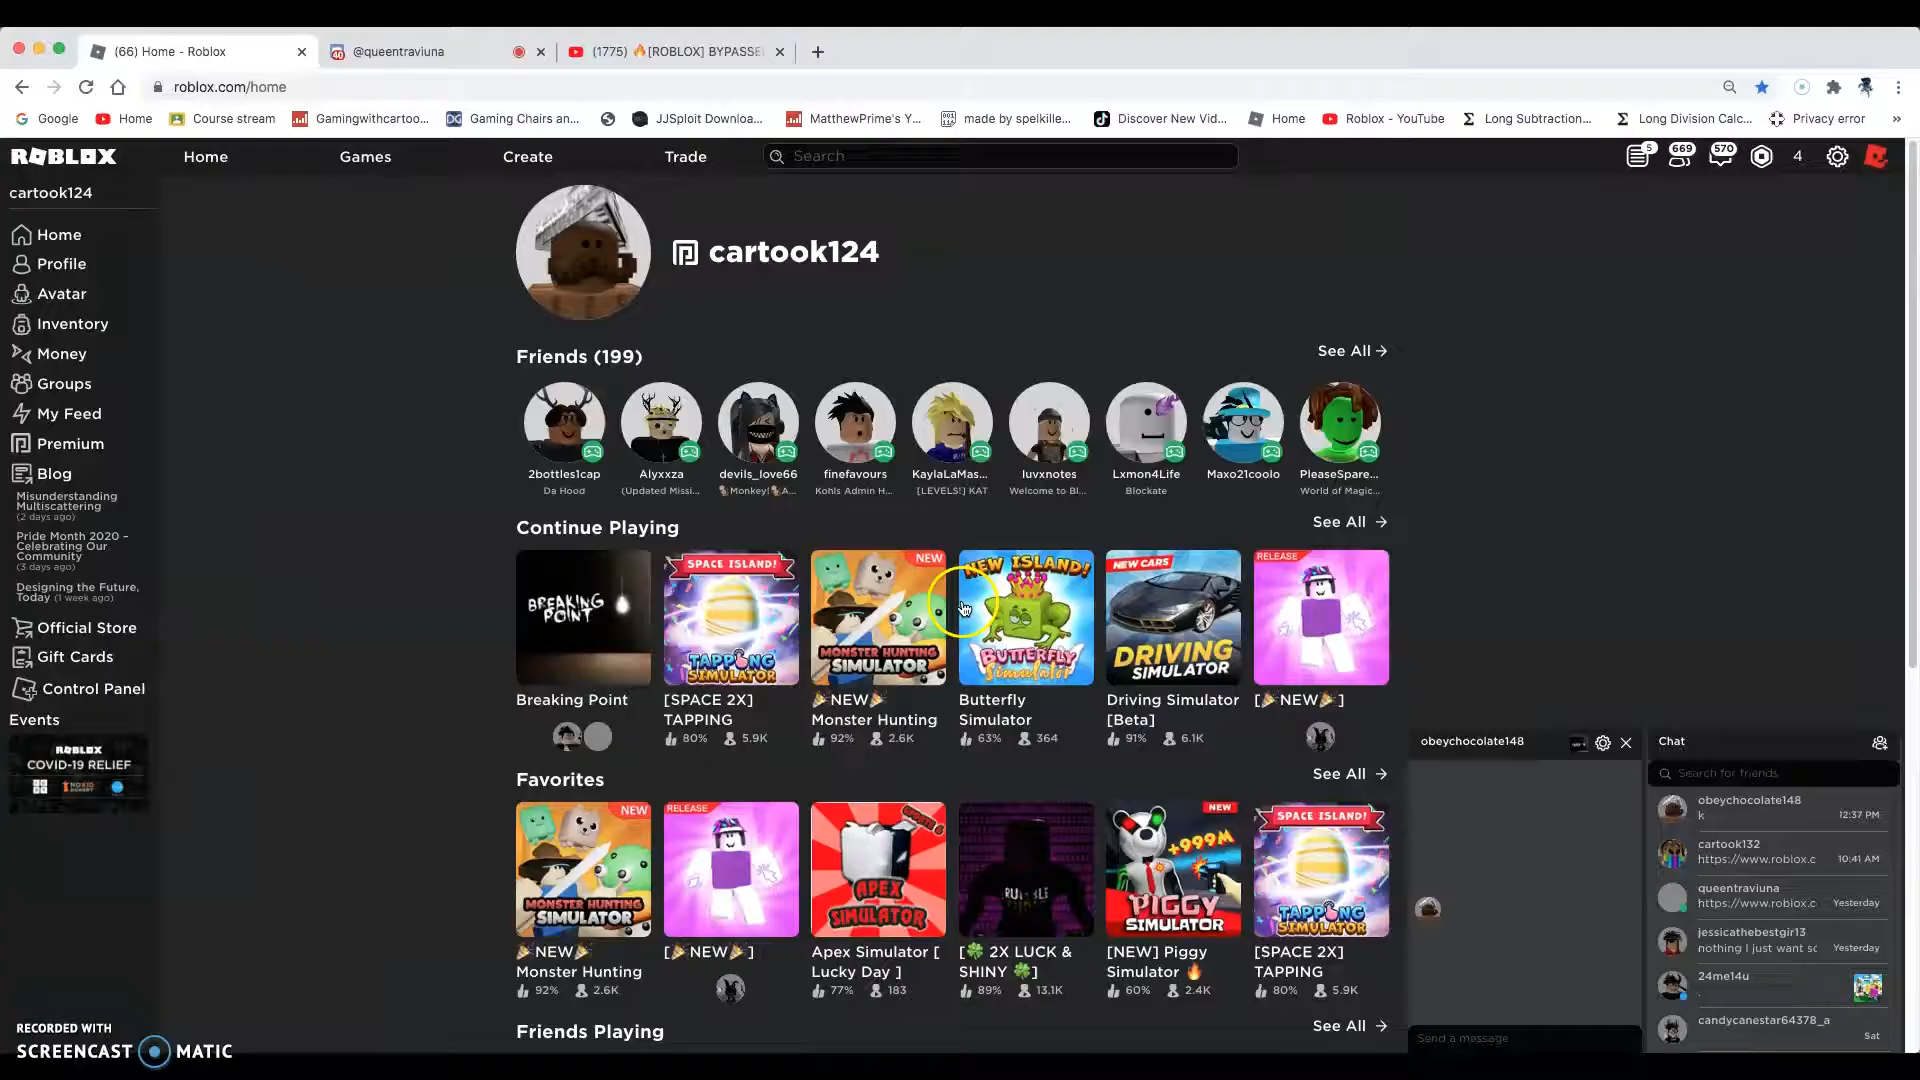 (66) Home - Roblox
@queentraviuna
(1775) 🔥[ROBLOX] BYPASSE
roblox.com/home
Google
Home
Course stream
Gamingwithcartoo...
Gaming Chairs an...
JJSploit Downloa...
MatthewPrime's Y...
made by spelkille...
Discover New Vid...
Home
Roblox - YouTube
Long Subtraction...
Long Division Calc...
Privacy error
»
ROBLOX
Home
Games
Create
Trade
Search
5
669
570
4
cartook124
Home
Profile
Avatar
Inventory
Money
Groups
My Feed
Premium
Blog
Misunderstanding
Multiscattering
(2 days ago)
Pride Month 2020 –
Celebrating Our
Community
(3 days ago)
Designing the Future,
Today (1 week ago)
Official Store
Gift Cards
Control Panel
Events
ROBLOX
COVID-19 RELIEF
cartook124
Friends (199)
See All →
2bottles1cap
Da Hood
Alyxxza
(Updated Missi...
devils_love66
🐒Monkey!🐒A...
finefavours
Kohls Admin H...
KaylaLaMas...
[LEVELS!] KAT
luvxnotes
Welcome to Bl...
Lxmon4Life
Blockate
Maxo21coolo
PleaseSpare...
World of Magic...
Continue Playing
See All →
BREAKING
POINT
SPACE ISLAND!
TAPPING
SIMULATOR
NEW
MONSTER HUNTING
SIMULATOR
NEW ISLAND!
BUTTERFLY
Simulator
NEW CARS
DRIVING
SIMULATOR
RELEASE
Breaking Point
[SPACE 2X]
TAPPING
80% 5.9K
🎉NEW🎉
Monster Hunting
92% 2.6K
Butterfly
Simulator
63% 364
Driving Simulator
[Beta]
91% 6.1K
[🎉NEW🎉]
Favorites
See All →
NEW
MONSTER HUNTING
SIMULATOR
RELEASE
APEX
SIMULATOR
NEW
+999M
PIGGY
SIMULATOR
SPACE ISLAND!
TAPPING
SIMULATOR
🎉NEW🎉
Monster Hunting
92% 2.6K
[🎉NEW🎉]
Apex Simulator [
Lucky Day ]
77% 183
[🍀 2X LUCK &
SHINY 🍀]
89% 13.1K
[NEW] Piggy
Simulator 🔥
60% 2.4K
[SPACE 2X]
TAPPING
80% 5.9K
Friends Playing
See All →
obeychocolate148
Send a message
Chat
Search for friends
obeychocolate148
k
12:37 PM
cartook132
https://www.roblox.c
10:41 AM
queentraviuna
https://www.roblox.c
Yesterday
jessicathebestgir13
nothing I just want sc
Yesterday
24me14u
.
candycanestar64378_a
Sat
RECORDED WITH
SCREENCAST MATIC